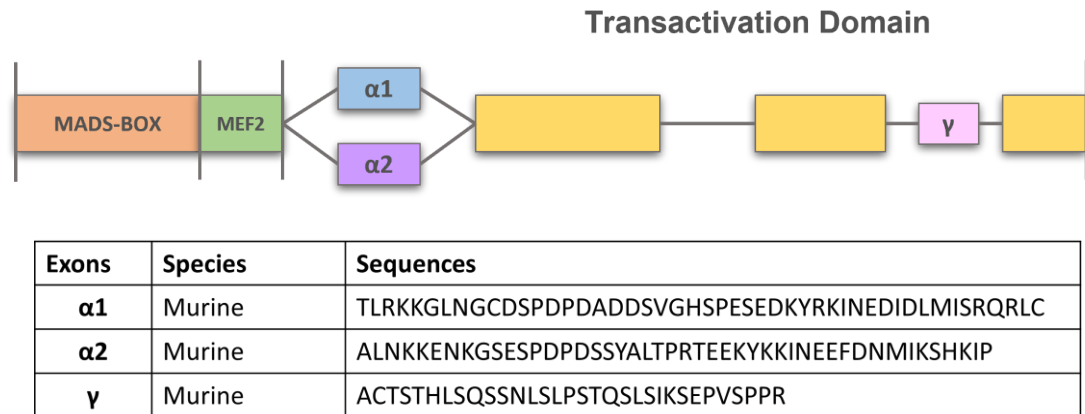 Transactivation Domain
MADS-BOX MEF2 α1 α2 γ
Exons Species Sequences
α1 Murine TLRKKGLNGCDSPDPDADDSVGHSPESEDKYRKINEDIDLMISRQRLC
α2 Murine ALNKKENKGSESPDPDSSYALTPRTEEKYKKINEEFDNMIKSHKIP
γ Murine ACTSTHLSQSSNLSLPSTQSLSIKSEPVSPPR